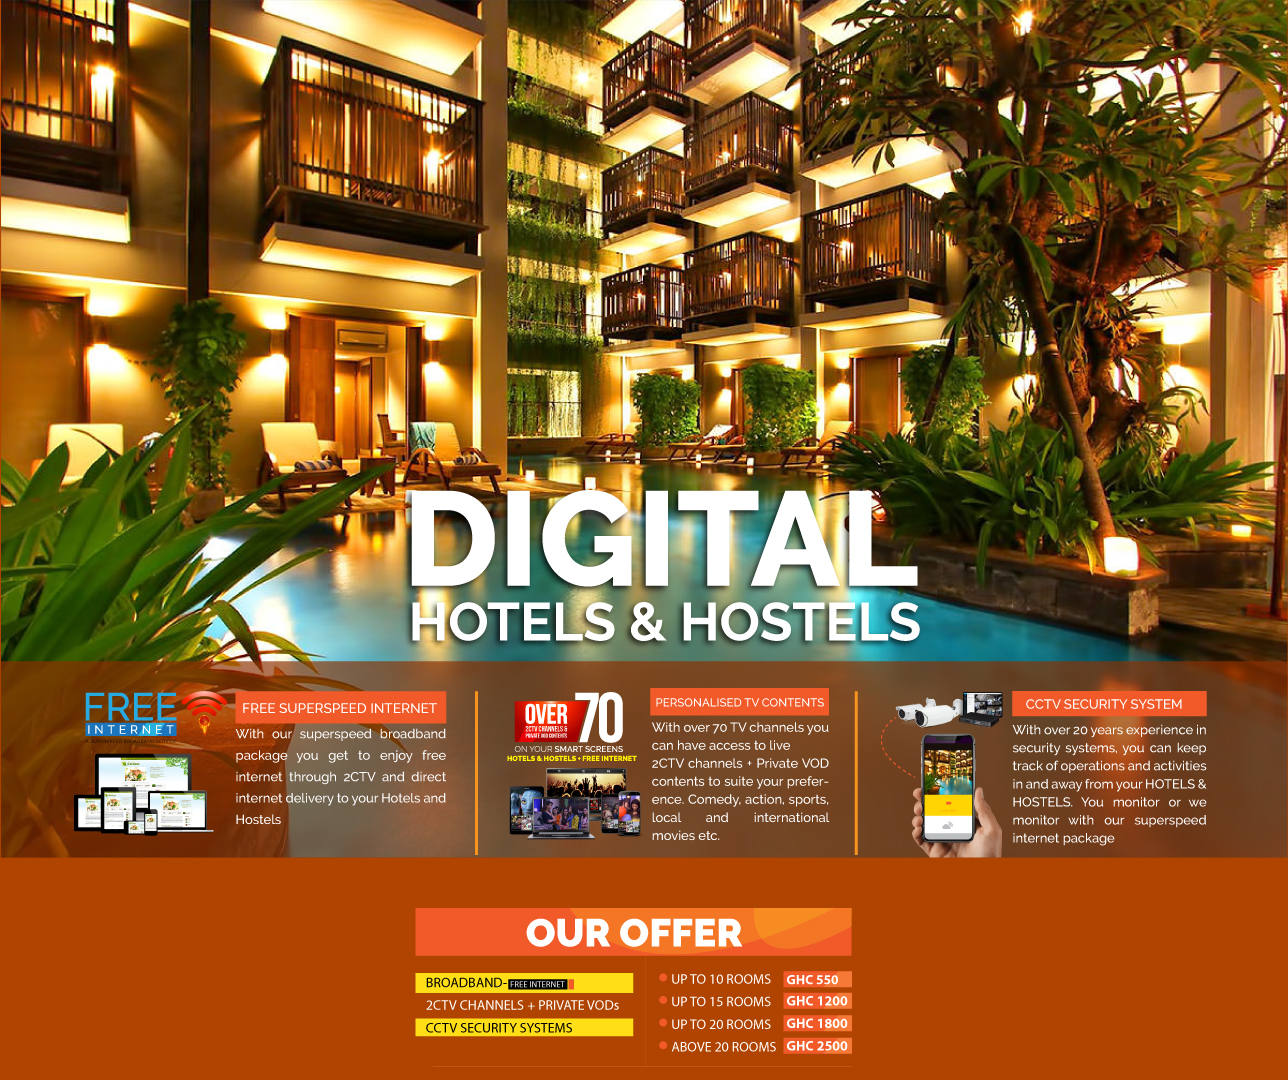 DIGITAL
HOTELS & HOSTELS
FREE
INTERNET
FREE SUPERSPEED INTERNET
With our superspeed broadband
package you get to enjoy free
internet through 2CTV and direct
internet delivery to your Hotels and
Hostels
OVER 70
2CTV CHANNELS &
PRIVATE VOD CONTENTS
ON YOUR SMART SCREENS
HOTELS & HOSTELS • FREE INTERNET
PERSONALISED TV CONTENTS
With over 70 TV channels you
can have access to live
2CTV channels + Private VOD
contents to suite your prefer-
ence. Comedy, action, sports,
local and international
movies etc.
CCTV SECURITY SYSTEM
With over 20 years experience in
security systems, you can keep
track of operations and activities
in and away from your HOTELS &
HOSTELS. You monitor or we
monitor with our superspeed
internet package
OUR OFFER
BROADBAND- FREE INTERNET
2CTV CHANNELS + PRIVATE VODs
CCTV SECURITY SYSTEMS
UP TO 10 ROOMS GHC 550
UP TO 15 ROOMS GHC 1200
UP TO 20 ROOMS GHC 1800
ABOVE 20 ROOMS GHC 2500